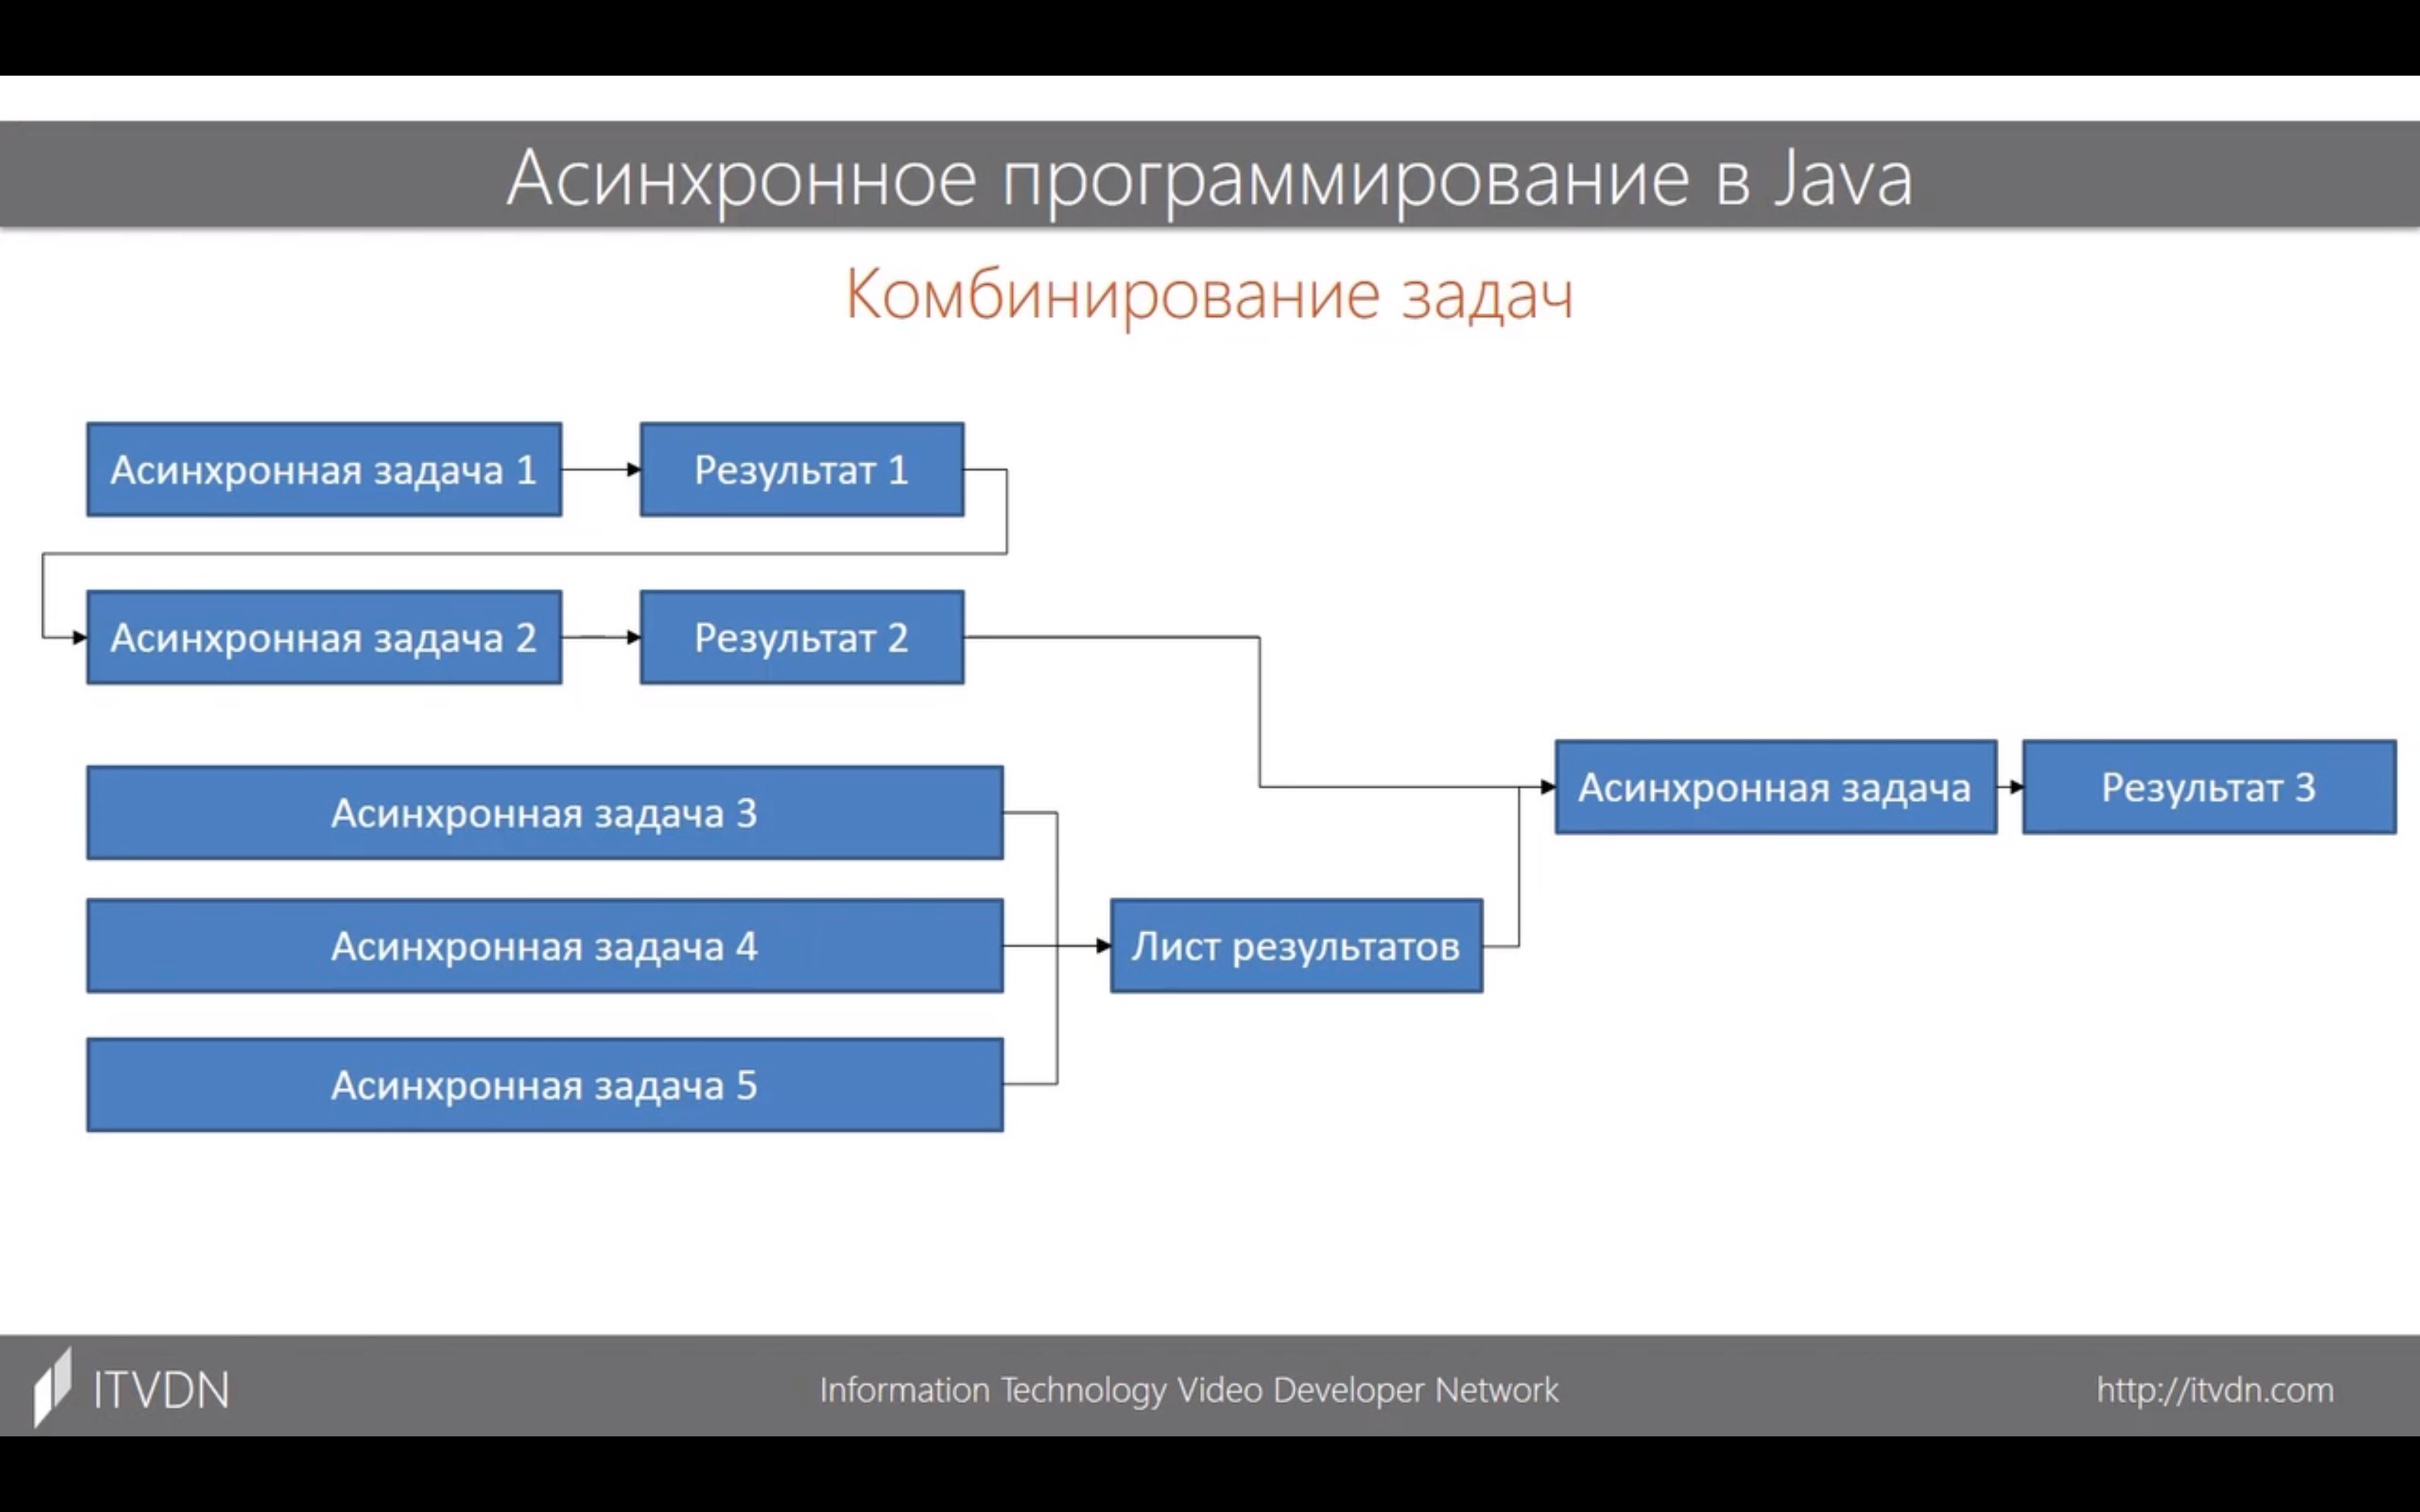 Асинхронное программирование в Java
Комбинирование задач
Асинхронная задача 1
Результат 1
Асинхронная задача 2
Результат 2
Асинхронная задача 3
Асинхронная задача 4
Асинхронная задача 5
Лист результатов
Асинхронная задача
Результат 3
ITVDN
Information Technology Video Developer Network
http://itvdn.com